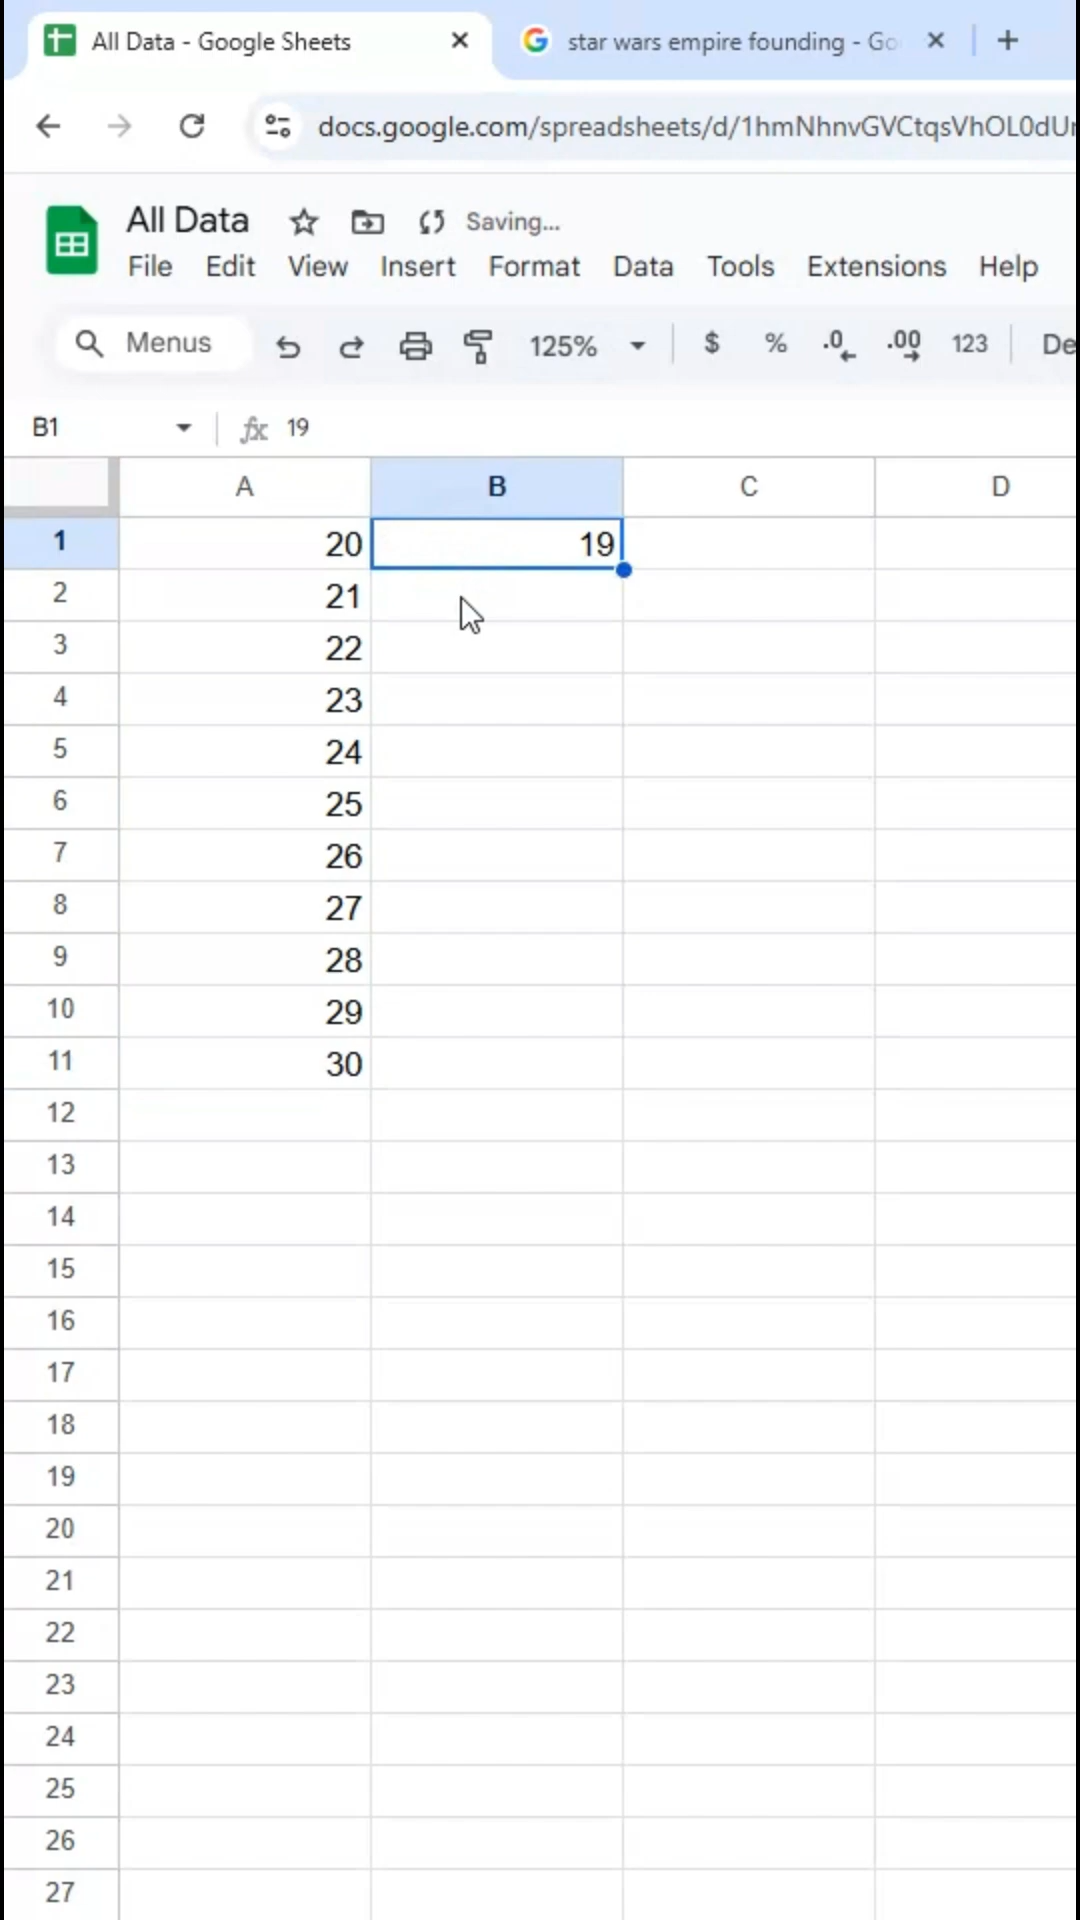 All Data - Google Sheets
star wars empire founding - Go
docs.google.com/spreadsheets/d/1hmNhnvGVCtqsVhOL0dU
All Data Saving...
File Edit View Insert Format Data Tools Extensions Help
Menus 125% $ % .0 .00 123 De
B1 fx 19
A B C D
1 20 19
2 21
3 22
4 23
5 24
6 25
7 26
8 27
9 28
10 29
11 30
12
13
14
15
16
17
18
19
20
21
22
23
24
25
26
27